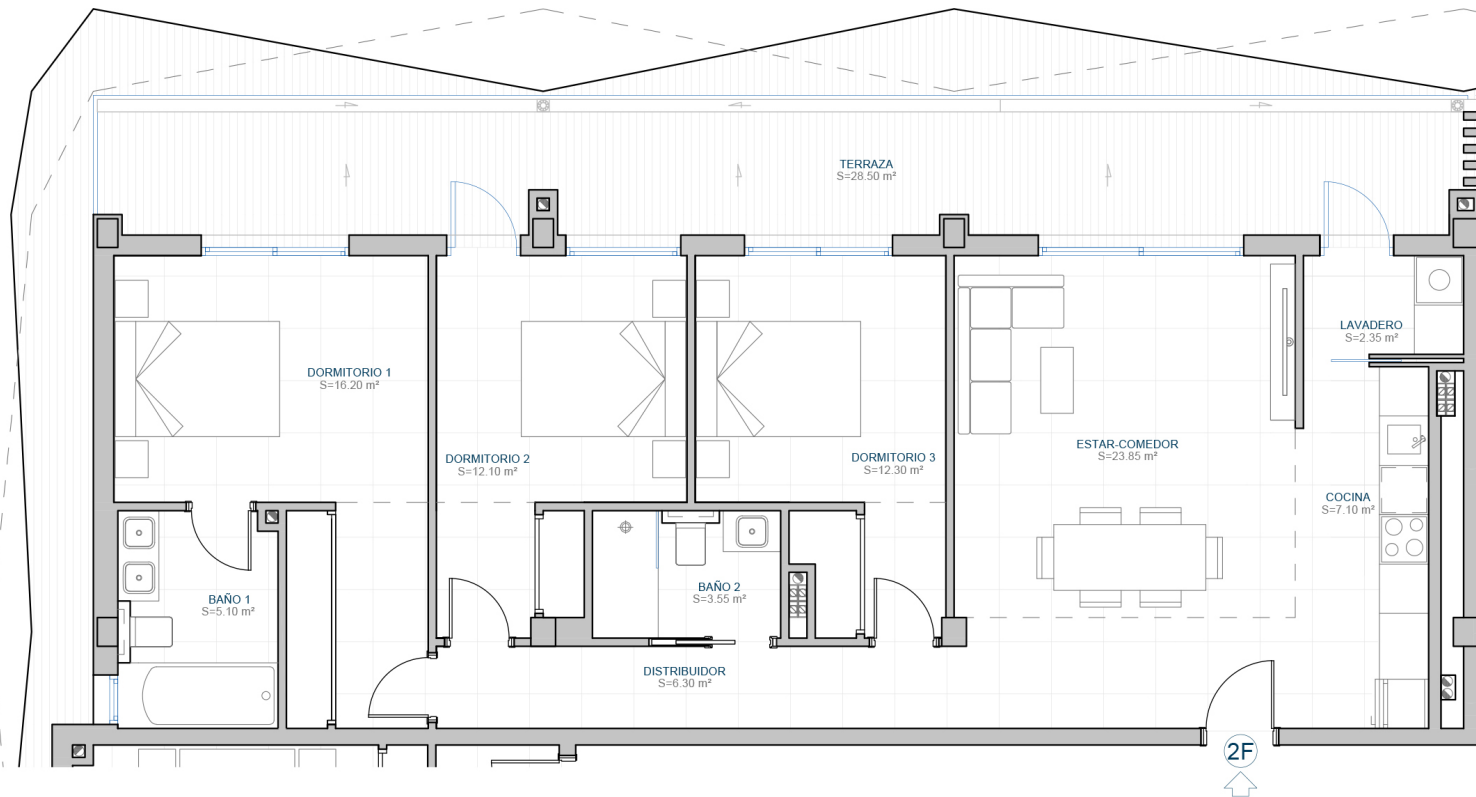 TERRAZA
S=28.50 m²
DORMITORIO 1
S=16.20 m²
DORMITORIO 2
S=12.10 m²
DORMITORIO 3
S=12.30 m²
ESTAR-COMEDOR
S=23.85 m²
LAVADERO
S=2.35 m²
COCINA
S=7.10 m²
BAÑO 1
S=5.10 m²
BAÑO 2
S=3.55 m²
DISTRIBUIDOR
S=6.30 m²
2F